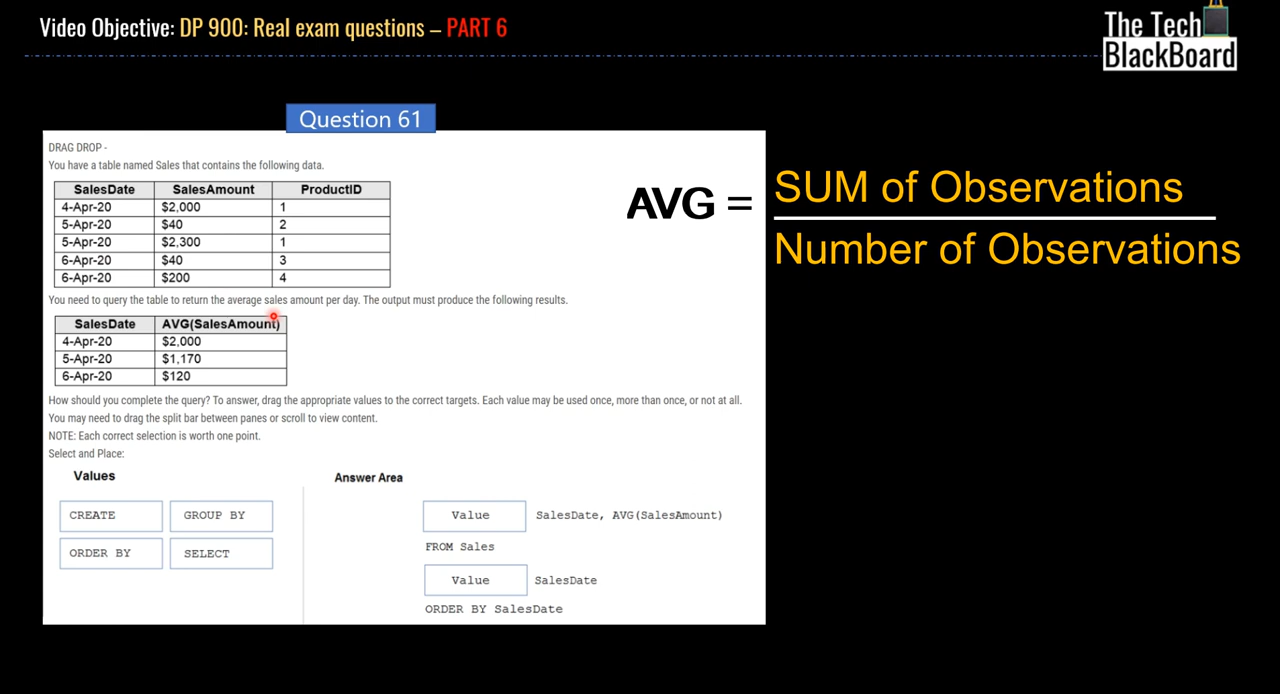 Video Objective: DP 900: Real exam questions – PART 6
The Tech
BlackBoard
Question 61
DRAG DROP -
You have a table named Sales that contains the following data.
SalesDate SalesAmount ProductID
4-Apr-20 $2,000 1
5-Apr-20 $40 2
5-Apr-20 $2,300 1
6-Apr-20 $40 3
6-Apr-20 $200 4
AVG = SUM of Observations
Number of Observations
You need to query the table to return the average sales amount per day. The output must produce the following results.
SalesDate AVG(SalesAmount)
4-Apr-20 $2,000
5-Apr-20 $1,170
6-Apr-20 $120
How should you complete the query? To answer, drag the appropriate values to the correct targets. Each value may be used once, more than once, or not at all.
You may need to drag the split bar between panes or scroll to view content.
NOTE: Each correct selection is worth one point.
Select and Place:
Values
CREATE GROUP BY
ORDER BY SELECT
Answer Area
Value SalesDate, AVG(SalesAmount)
FROM Sales
Value SalesDate
ORDER BY SalesDate